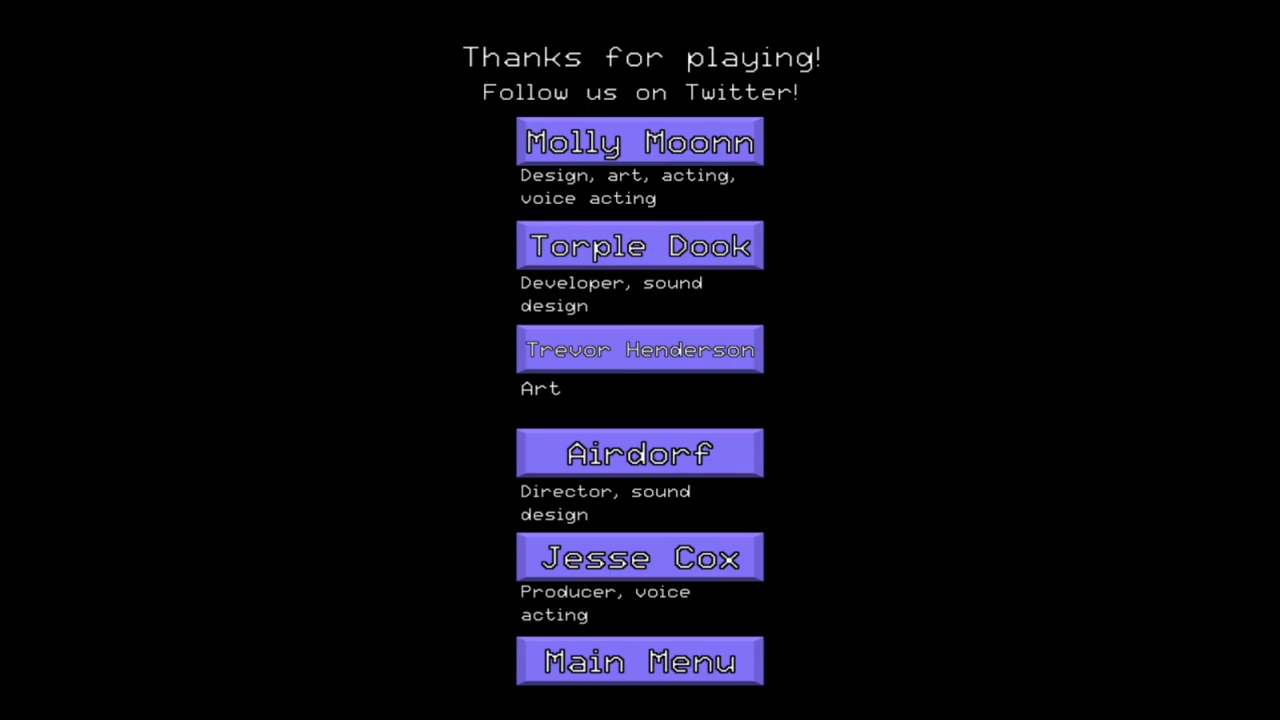 Thanks for playing!
Follow us on Twitter!
Molly Moonn
Design, art, acting,
voice acting
Torple Dook
Developer, sound
design
Trevor Henderson
Art
Airdorf
Director, sound
design
Jesse Cox
Producer, voice
acting
Main Menu